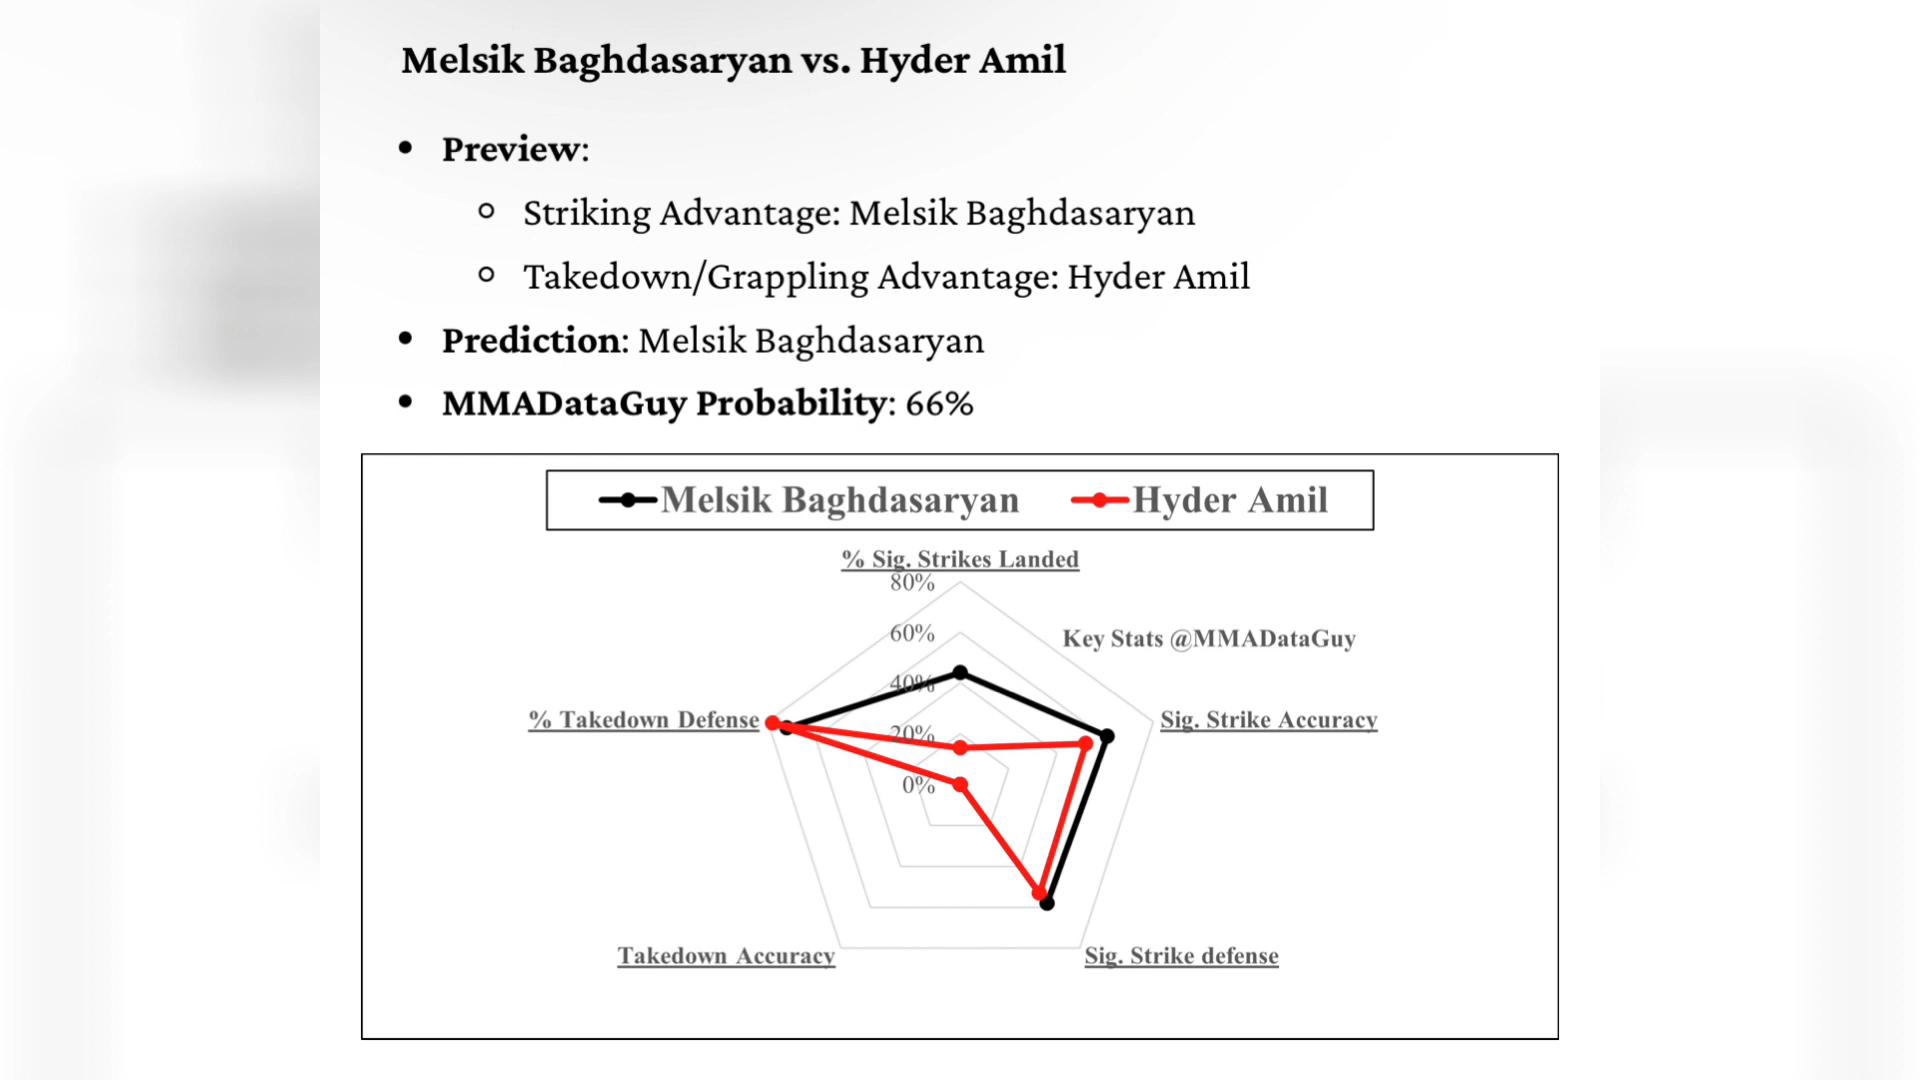 Melsik Baghdasaryan vs. Hyder Amil
• Preview:
○ Striking Advantage: Melsik Baghdasaryan
○ Takedown/Grappling Advantage: Hyder Amil
• Prediction: Melsik Baghdasaryan
• MMADataGuy Probability: 66%
Melsik Baghdasaryan Hyder Amil
% Sig. Strikes Landed
80%
60%
Key Stats @MMADataGuy
40%
% Takedown Defense
Sig. Strike Accuracy
20%
0%
Takedown Accuracy
Sig. Strike defense